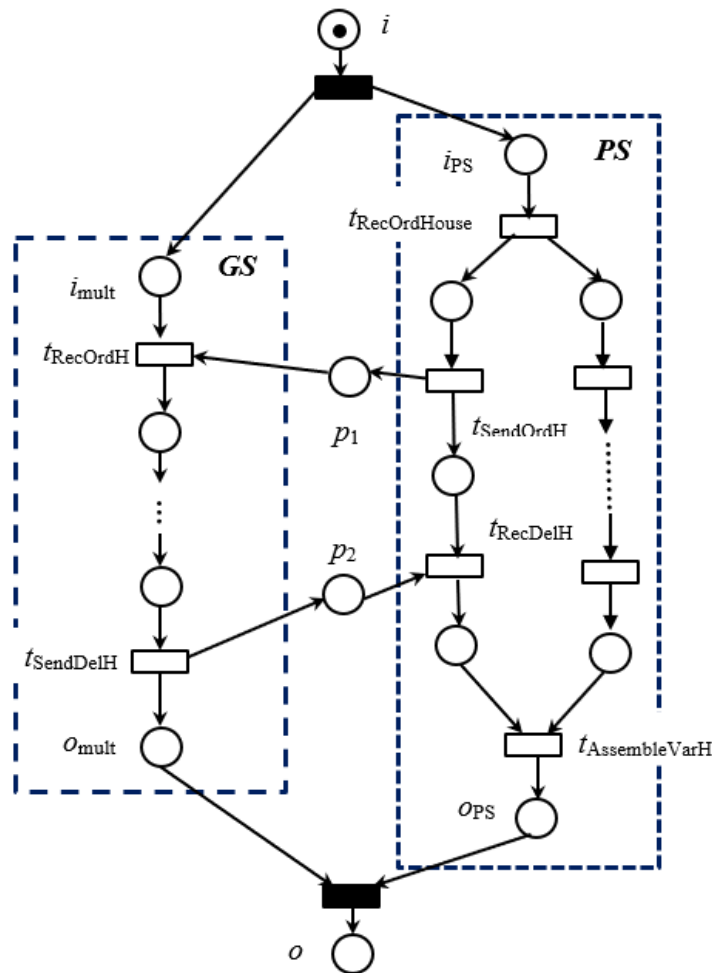 i
PS
i_PS
t_RecOrdHouse
GS
i_mult
t_RecOrdH
t_SendOrdH
p_1
t_RecDelH
p_2
t_SendDelH
o_mult
t_AssembleVarH
o_PS
o